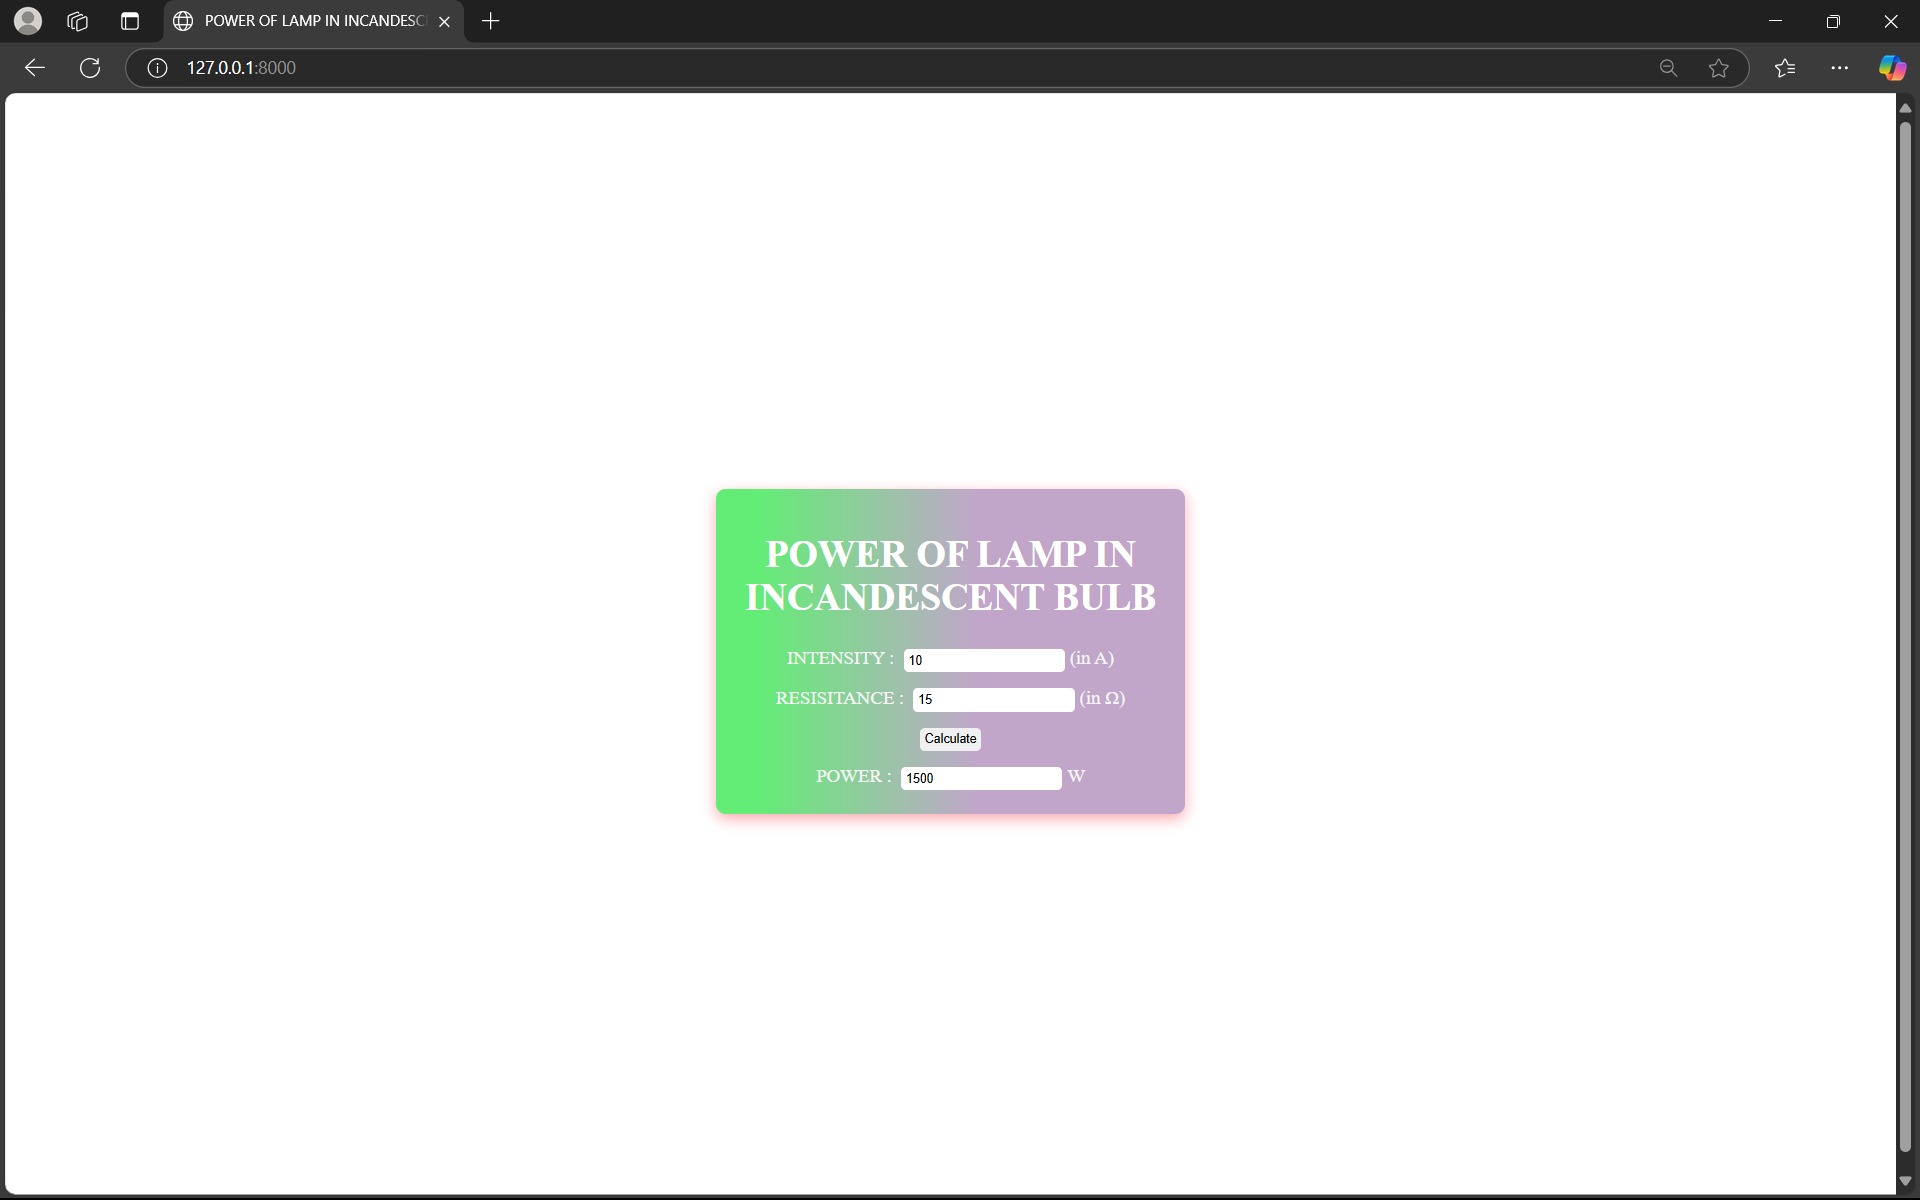 POWER OF LAMP IN INCANDESC
127.0.0.1:8000
POWER OF LAMP IN
INCANDESCENT BULB
INTENSITY : 10 (in A)
RESISITANCE : 15 (in Ω)
Calculate
POWER : 1500 W